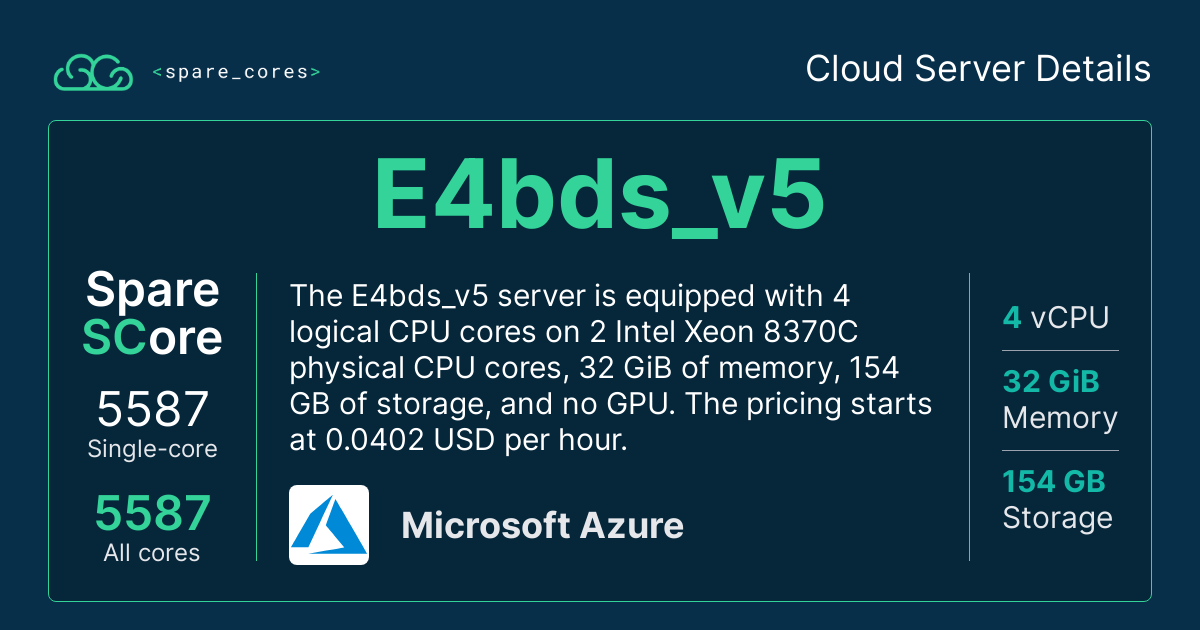 <spare_cores>
Cloud Server Details
E4bds_v5
Spare
SCore
5587
Single-core
5587
All cores
The E4bds_v5 server is equipped with 4
logical CPU cores on 2 Intel Xeon 8370C
physical CPU cores, 32 GiB of memory, 154
GB of storage, and no GPU. The pricing starts
at 0.0402 USD per hour.
Microsoft Azure
4 vCPU
32 GiB
Memory
154 GB
Storage